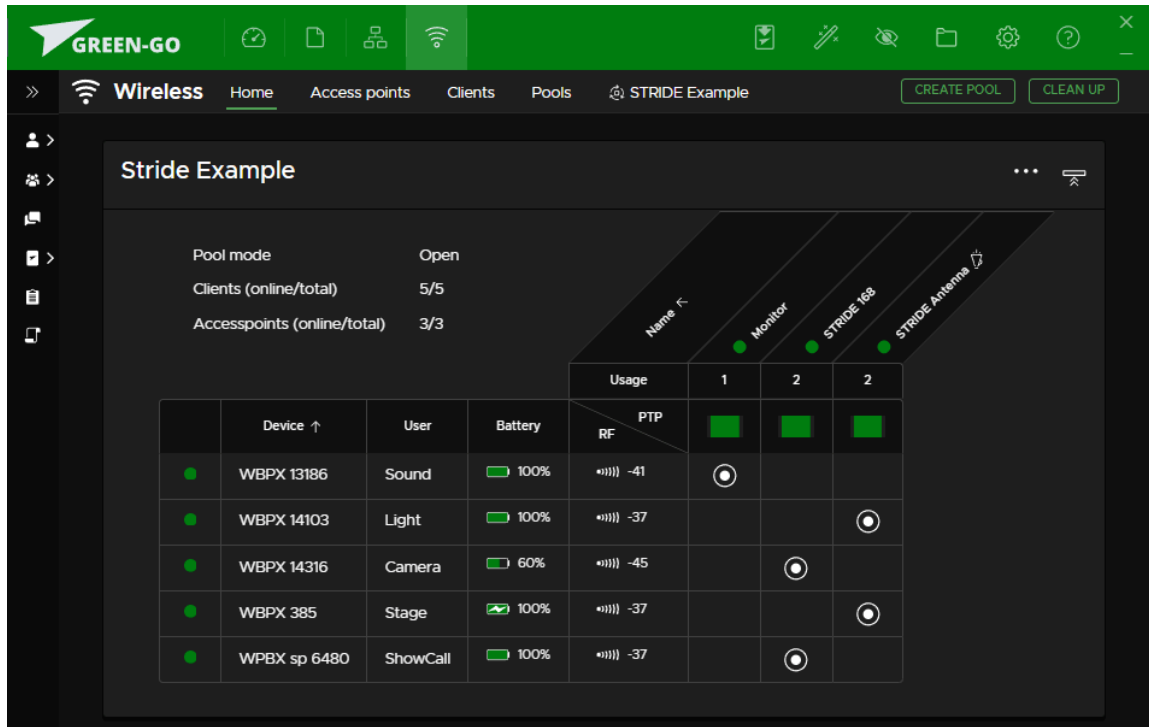 GREEN-GO
Wireless Home Access points Clients Pools STRIDE Example CREATE POOL CLEAN UP
Stride Example
Pool mode Open
Clients (online/total) 5/5
Accesspoints (online/total) 3/3
Name Monitor STRIDE 168 STRIDE Antenna
Usage 1 2 2
Device ↑ User Battery RF PTP
WBPX 13186 Sound 100% -41
WBPX 14103 Light 100% -37
WBPX 14316 Camera 60% -45
WBPX 385 Stage 100% -37
WPBX sp 6480 ShowCall 100% -37